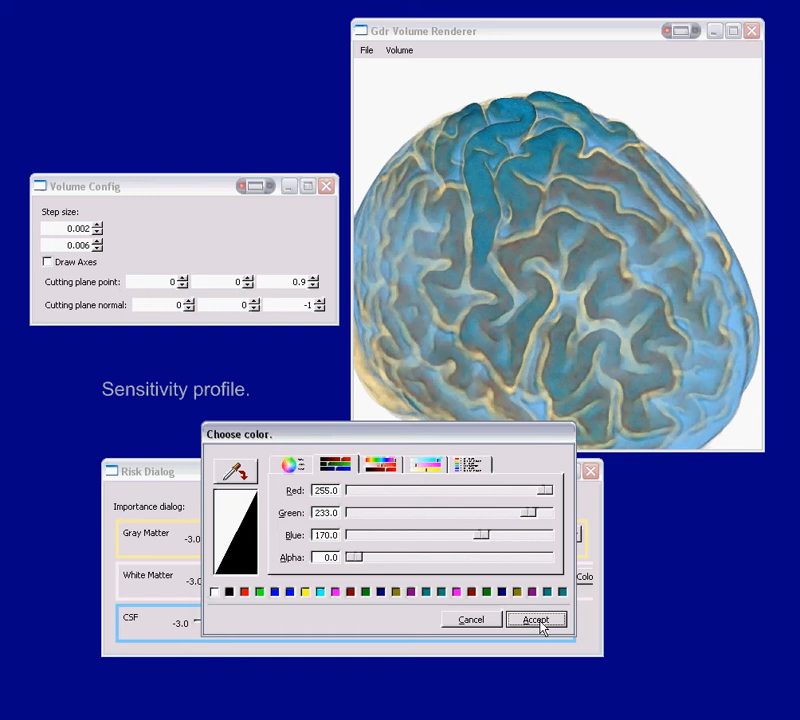 Gdr Volume Renderer
File Volume
Volume Config
Step size:
0.002
0.006
Draw Axes
Cutting plane point: 0 0 0.9
Cutting plane normal: 0 0 -1
Sensitivity profile.
Choose color.
Risk Dialog
Importance dialog:
Gray Matter -3.0
White Matter -3.0
Colo
CSF -3.0
Red: 255.0
Green: 233.0
Blue: 170.0
Alpha: 0.0
Cancel Accept